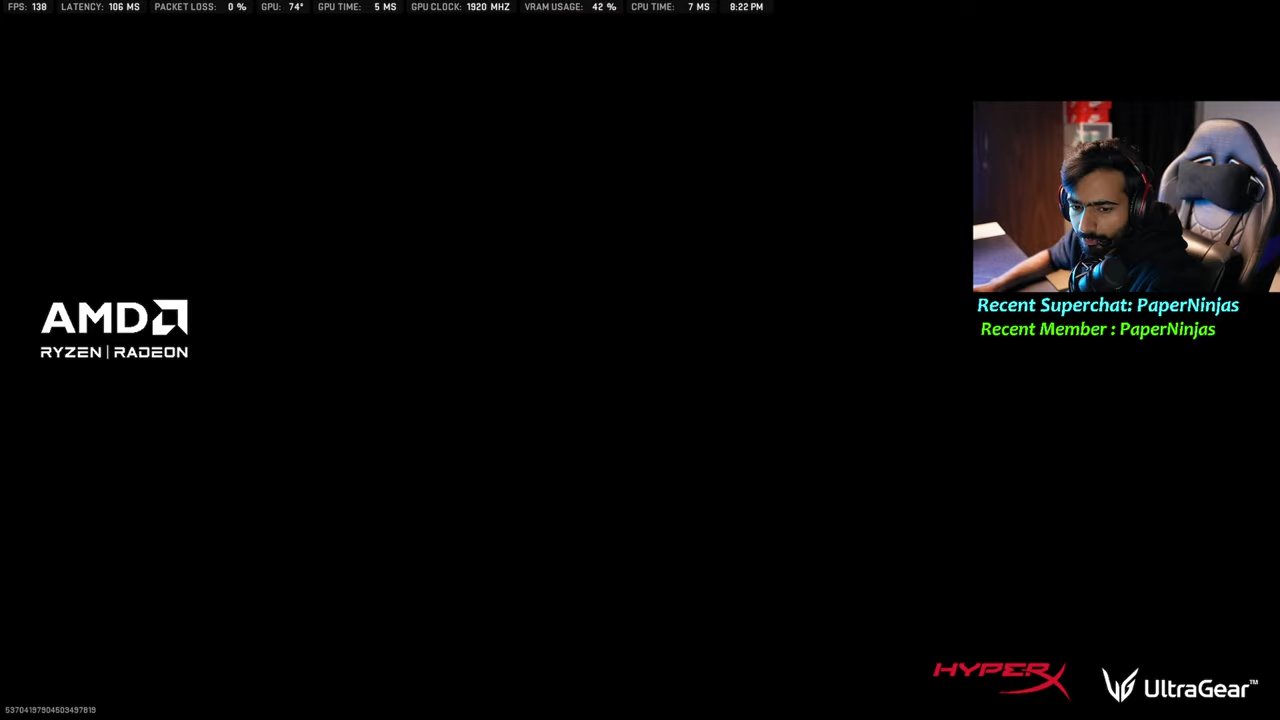 FPS: 138 LATENCY: 106 MS PACKET LOSS: 0 % GPU: 74° GPU TIME: 5 MS GPU CLOCK: 1920 MHZ VRAM USAGE: 42 % CPU TIME: 7 MS 8:22 PM
Recent Superchat: PaperNinjas
Recent Member : PaperNinjas
AMD
RYZEN | RADEON
HYPERX
UltraGear™
53704197904503497819